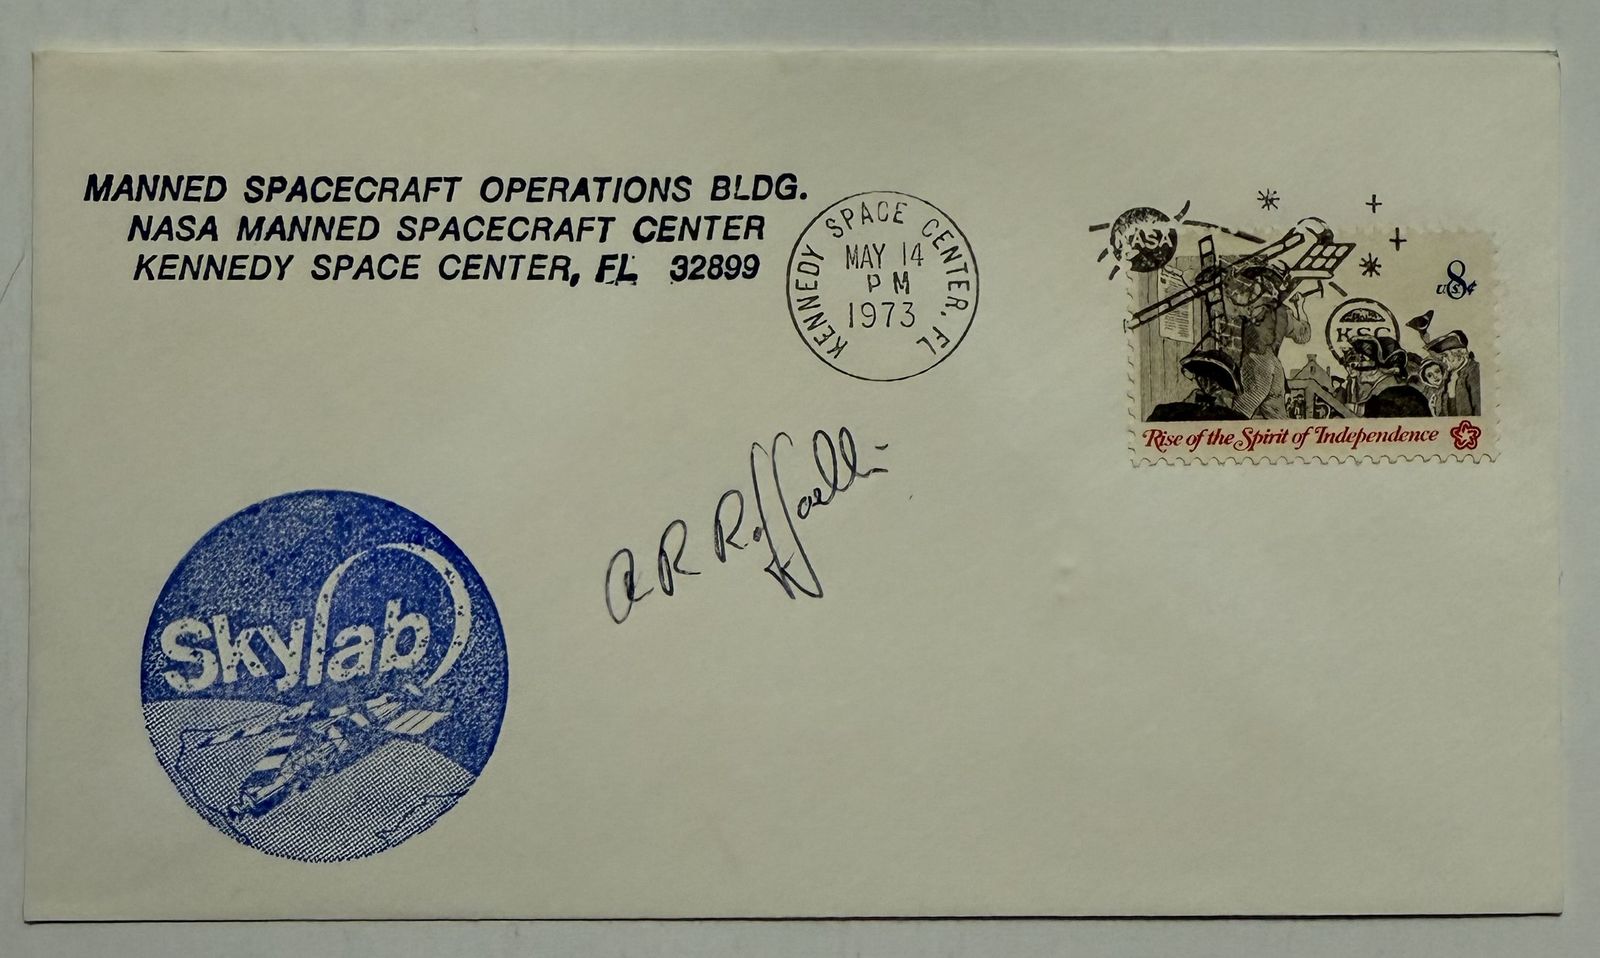 MANNED SPACECRAFT OPERATIONS BLDG.
NASA MANNED SPACECRAFT CENTER
KENNEDY SPACE CENTER, FL 32899
KENNEDY SPACE CENTER, FL
MAY 14
PM
1973
NASA
8¢
U.S.
KSC
Rise of the Spirit of Independence
A R Raffaelli
Skylab